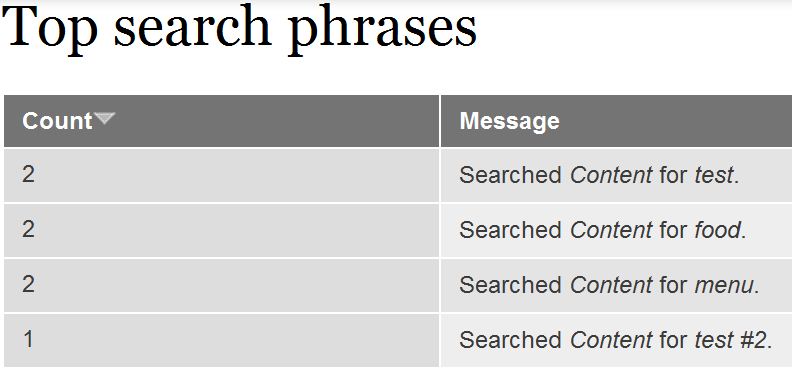 Top search phrases
Count Message
2 Searched Content for test.
2 Searched Content for food.
2 Searched Content for menu.
1 Searched Content for test #2.